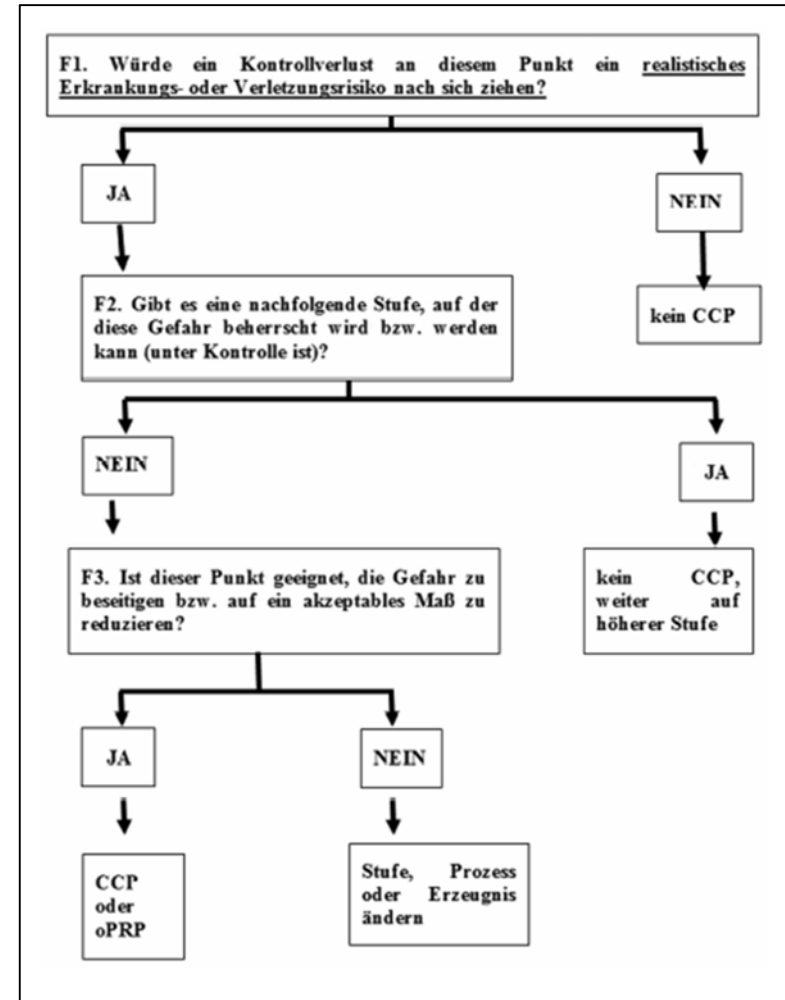 F1. Würde ein Kontrollverlust an diesem Punkt ein realistisches
Erkrankungs- oder Verletzungsrisiko nach sich ziehen?
JA
NEIN
F2. Gibt es eine nachfolgende Stufe, auf der
diese Gefahr beherrscht wird bzw. werden
kann (unter Kontrolle ist)?
kein CCP
NEIN
JA
F3. Ist dieser Punkt geeignet, die Gefahr zu
beseitigen bzw. auf ein akzeptables Maß zu
reduzieren?
kein CCP,
weiter auf
höherer Stufe
JA
NEIN
CCP
oder
oPRP
Stufe, Prozess
oder Erzeugnis
ändern